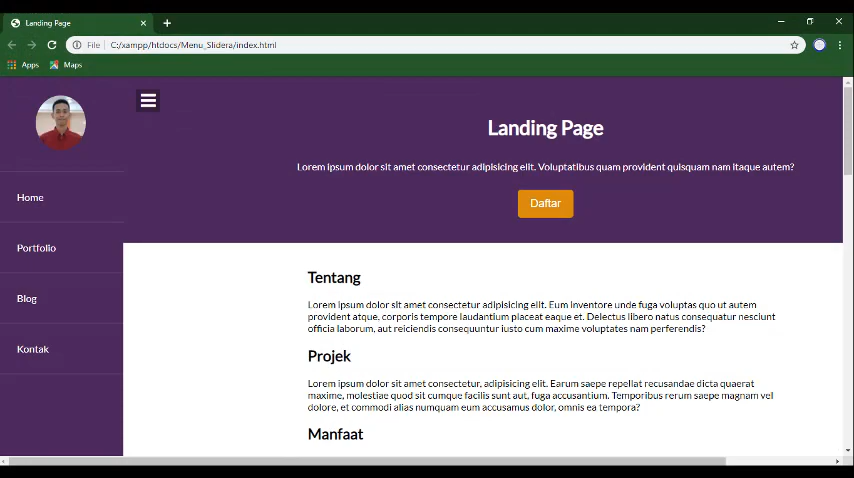 Landing Page
File
C:/xampp/htdocs/Menu_Slidera/index.html
Apps
Maps
Home
Portfolio
Blog
Kontak
Landing Page
Lorem ipsum dolor sit amet consectetur adipisicing elit. Voluptatibus quam provident quisquam nam itaque autem?
Daftar
Tentang
Lorem ipsum dolor sit amet consectetur adipisicing elit. Eum inventore unde fuga voluptas quo ut autem
provident atque, corporis tempore laudantium placeat eaque et. Delectus libero natus consequatur nesciunt
officia laborum, aut reiciendis consequuntur iusto cum maxime voluptates nam perferendis?
Projek
Lorem ipsum dolor sit amet consectetur, adipisicing elit. Earum saepe repellat recusandae dicta quaerat
maxime, molestiae quod sit cumque facilis sunt aut, fuga accusantium. Temporibus rerum saepe magnam vel
dolore, et commodi alias numquam eum accusamus dolor, omnis ea tempora?
Manfaat